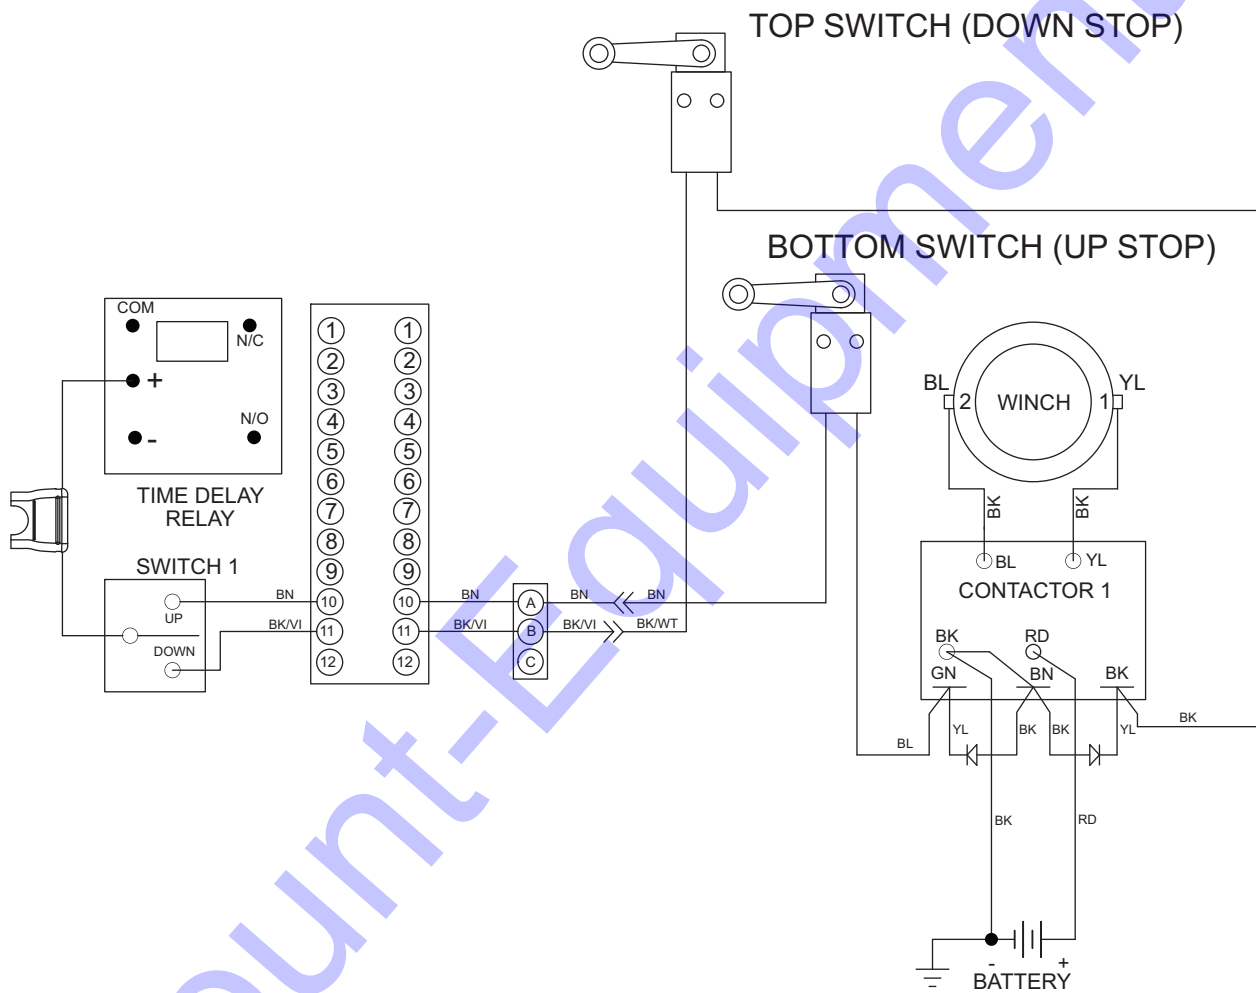 TOP SWITCH (DOWN STOP)
BOTTOM SWITCH (UP STOP)
COM
N/C
+
N/O
-
TIME DELAY
RELAY
1 1
2 2
3 3
4 4
5 5
6 6
7 7
8 8
9 9
10 10
11 11
12 12
SWITCH 1
UP
DOWN
BN BN A BN BN
BK/VI BK/VI B BK/VI BK/WT
C
BL 2 WINCH 1 YL
BK BK
BL YL
CONTACTOR 1
BK RD
GN BN BK
BL YL BK BK YL BK
BK RD
- +
BATTERY
ount-Equipment